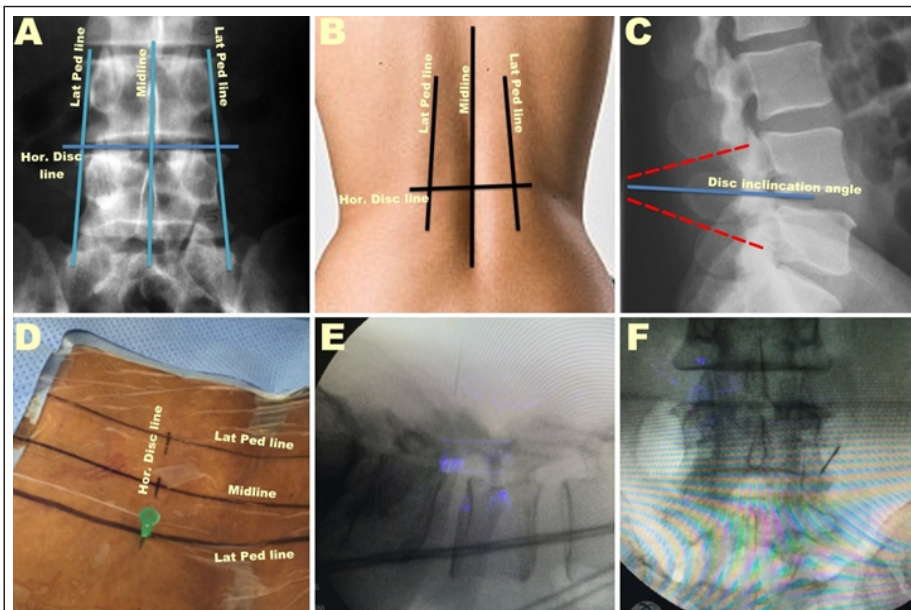 A
Lat Ped line
Midline
Lat Ped line
Hor. Disc
line
B
Lat Ped line
Midline
Lat Ped line
Hor. Disc line
C
Disc inclincation angle
D
Hor. Disc line
Lat Ped line
Midline
Lat Ped line
E
F